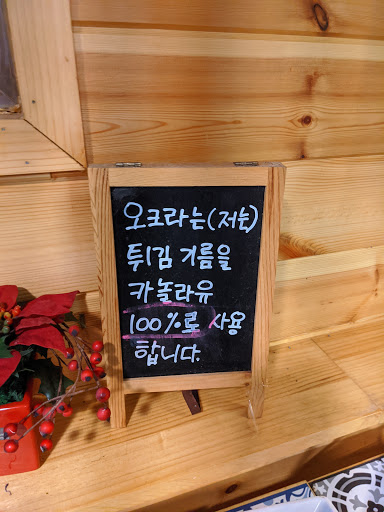 오크라는(저는)
튀김 기름을
카놀라유
100%로 사용
합니다.